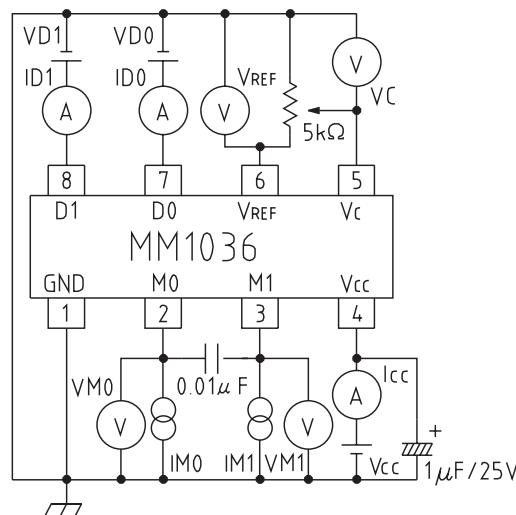 VD1 VD0
ID1 ID0 VREF V
A A V VC
5kΩ
8 7 6 5
D1 D0 VREF VC
MM1036
GND M0 M1 VCC
1 2 3 4
VM0 0.01μF ICC
V V A
IM0 IM1 VM1 VCC + 1μF/25V